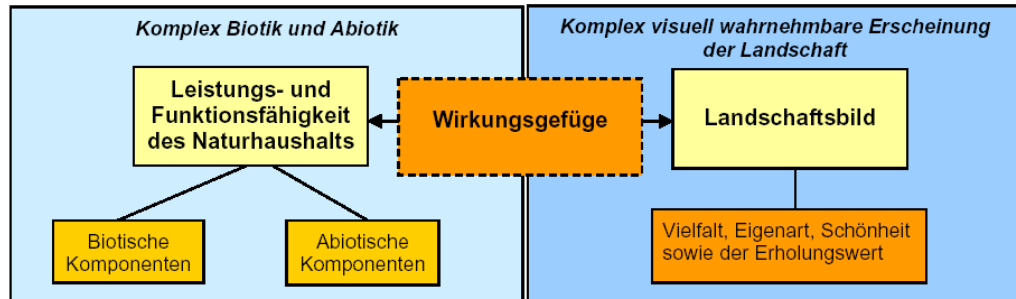 Komplex Biotik und Abiotik
Leistungs- und
Funktionsfähigkeit
des Naturhaushalts
Biotische
Komponenten
Abiotische
Komponenten
Wirkungsgefüge
Komplex visuell wahrnehmbare Erscheinung
der Landschaft
Landschaftsbild
Vielfalt, Eigenart, Schönheit
sowie der Erholungswert